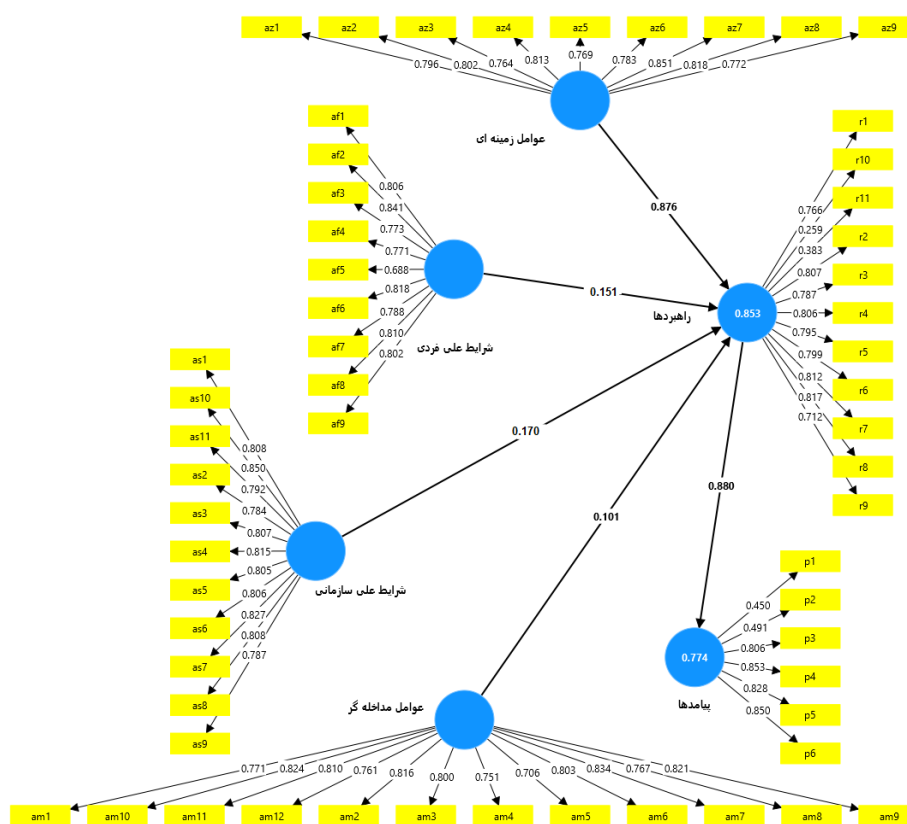 az1 az2 az3 az4 az5 az6 az7 az8 az9
0.796 0.802 0.764 0.813 0.769 0.783 0.851 0.818 0.772
عوامل زمینه ای
0.876
af1
af2
af3
af4
af5
af6
af7
af8
af9
0.806
0.841
0.773
0.771
0.688
0.818
0.788
0.810
0.802
شرایط علی فردی
0.151
r1
r10
r11
r2
r3
r4
r5
r6
r7
r8
r9
0.766
0.259
0.383
0.807
0.787
0.806
0.795
0.799
0.812
0.817
0.712
0.853
راهبردها
as1
as10
as11
as2
as3
as4
as5
as6
as7
as8
as9
0.808
0.850
0.792
0.784
0.807
0.815
0.805
0.806
0.827
0.808
0.787
شرایط علی سازمانی
0.170
0.101
0.880
p1
p2
p3
p4
p5
p6
0.450
0.491
0.806
0.853
0.828
0.850
0.774
پیامدها
عوامل مداخله گر
0.771 0.824 0.810 0.761 0.816 0.800 0.751 0.706 0.803 0.834 0.767 0.821
am1 am10 am11 am12 am2 am3 am4 am5 am6 am7 am8 am9